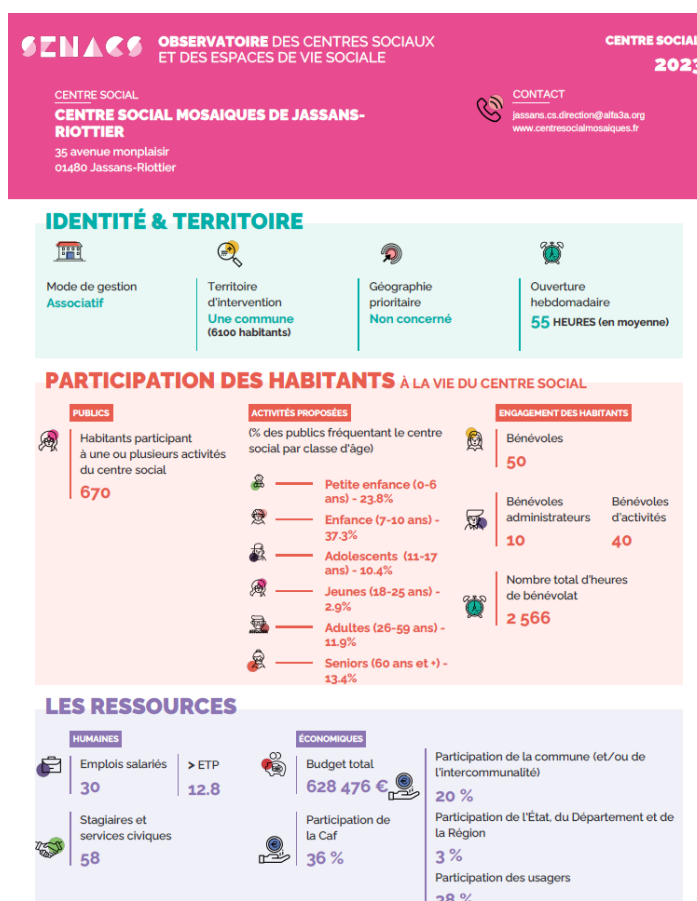 SENACS
OBSERVATOIRE DES CENTRES SOCIAUX
ET DES ESPACES DE VIE SOCIALE
CENTRE SOCIAL
2023
CENTRE SOCIAL
CENTRE SOCIAL MOSAIQUES DE JASSANS-
RIOTTIER
35 avenue monplaisir
01480 Jassans-Riottier
CONTACT
jassans.cs.direction@alfa3a.org
www.centresocialmosaiques.fr
IDENTITÉ & TERRITOIRE
Mode de gestion
Associatif
Territoire
d'intervention
Une commune
(6100 habitants)
Géographie
prioritaire
Non concerné
Ouverture
hebdomadaire
55 HEURES (en moyenne)
PARTICIPATION DES HABITANTS À LA VIE DU CENTRE SOCIAL
PUBLICS
Habitants participant
à une ou plusieurs activités
du centre social
670
ACTIVITÉS PROPOSÉES
(% des publics fréquentant le centre
social par classe d'âge)
Petite enfance (0-6
ans) - 23.8%
Enfance (7-10 ans) -
37.3%
Adolescents (11-17
ans) - 10.4%
Jeunes (18-25 ans) -
2.9%
Adultes (26-59 ans) -
11.9%
Seniors (60 ans et +) -
13.4%
ENGAGEMENT DES HABITANTS
Bénévoles
50
Bénévoles
administrateurs
10
Bénévoles
d'activités
40
Nombre total d'heures
de bénévolat
2 566
LES RESSOURCES
HUMAINES
Emplois salariés
30
> ETP
12.8
Stagiaires et
services civiques
58
ÉCONOMIQUES
Budget total
628 476 €
Participation de
la Caf
36 %
Participation de la commune (et/ou de
l'intercommunalité)
20 %
Participation de l'État, du Département et de
la Région
3 %
Participation des usagers
38 %